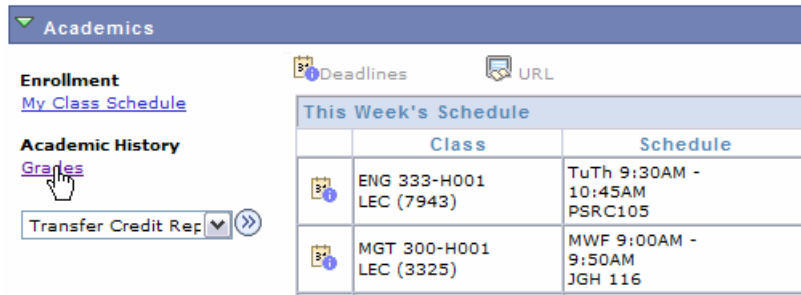 Academics
Enrollment
My Class Schedule
Academic History
Grades
Transfer Credit Rep
Deadlines
URL
This Week's Schedule
Class
Schedule
ENG 333-H001
LEC (7943)
TuTh 9:30AM -
10:45AM
PSRC105
MGT 300-H001
LEC (3325)
MWF 9:00AM -
9:50AM
JGH 116